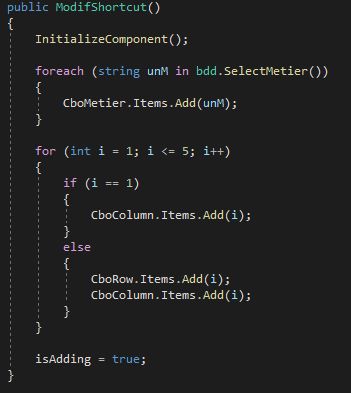 public ModifShortcut()
{
InitializeComponent();
foreach (string unM in bdd.SelectMetier())
{
CboMetier.Items.Add(unM);
}
for (int i = 1; i <= 5; i++)
{
if (i == 1)
{
CboColumn.Items.Add(i);
}
else
{
CboRow.Items.Add(i);
CboColumn.Items.Add(i);
}
}
isAdding = true;
}